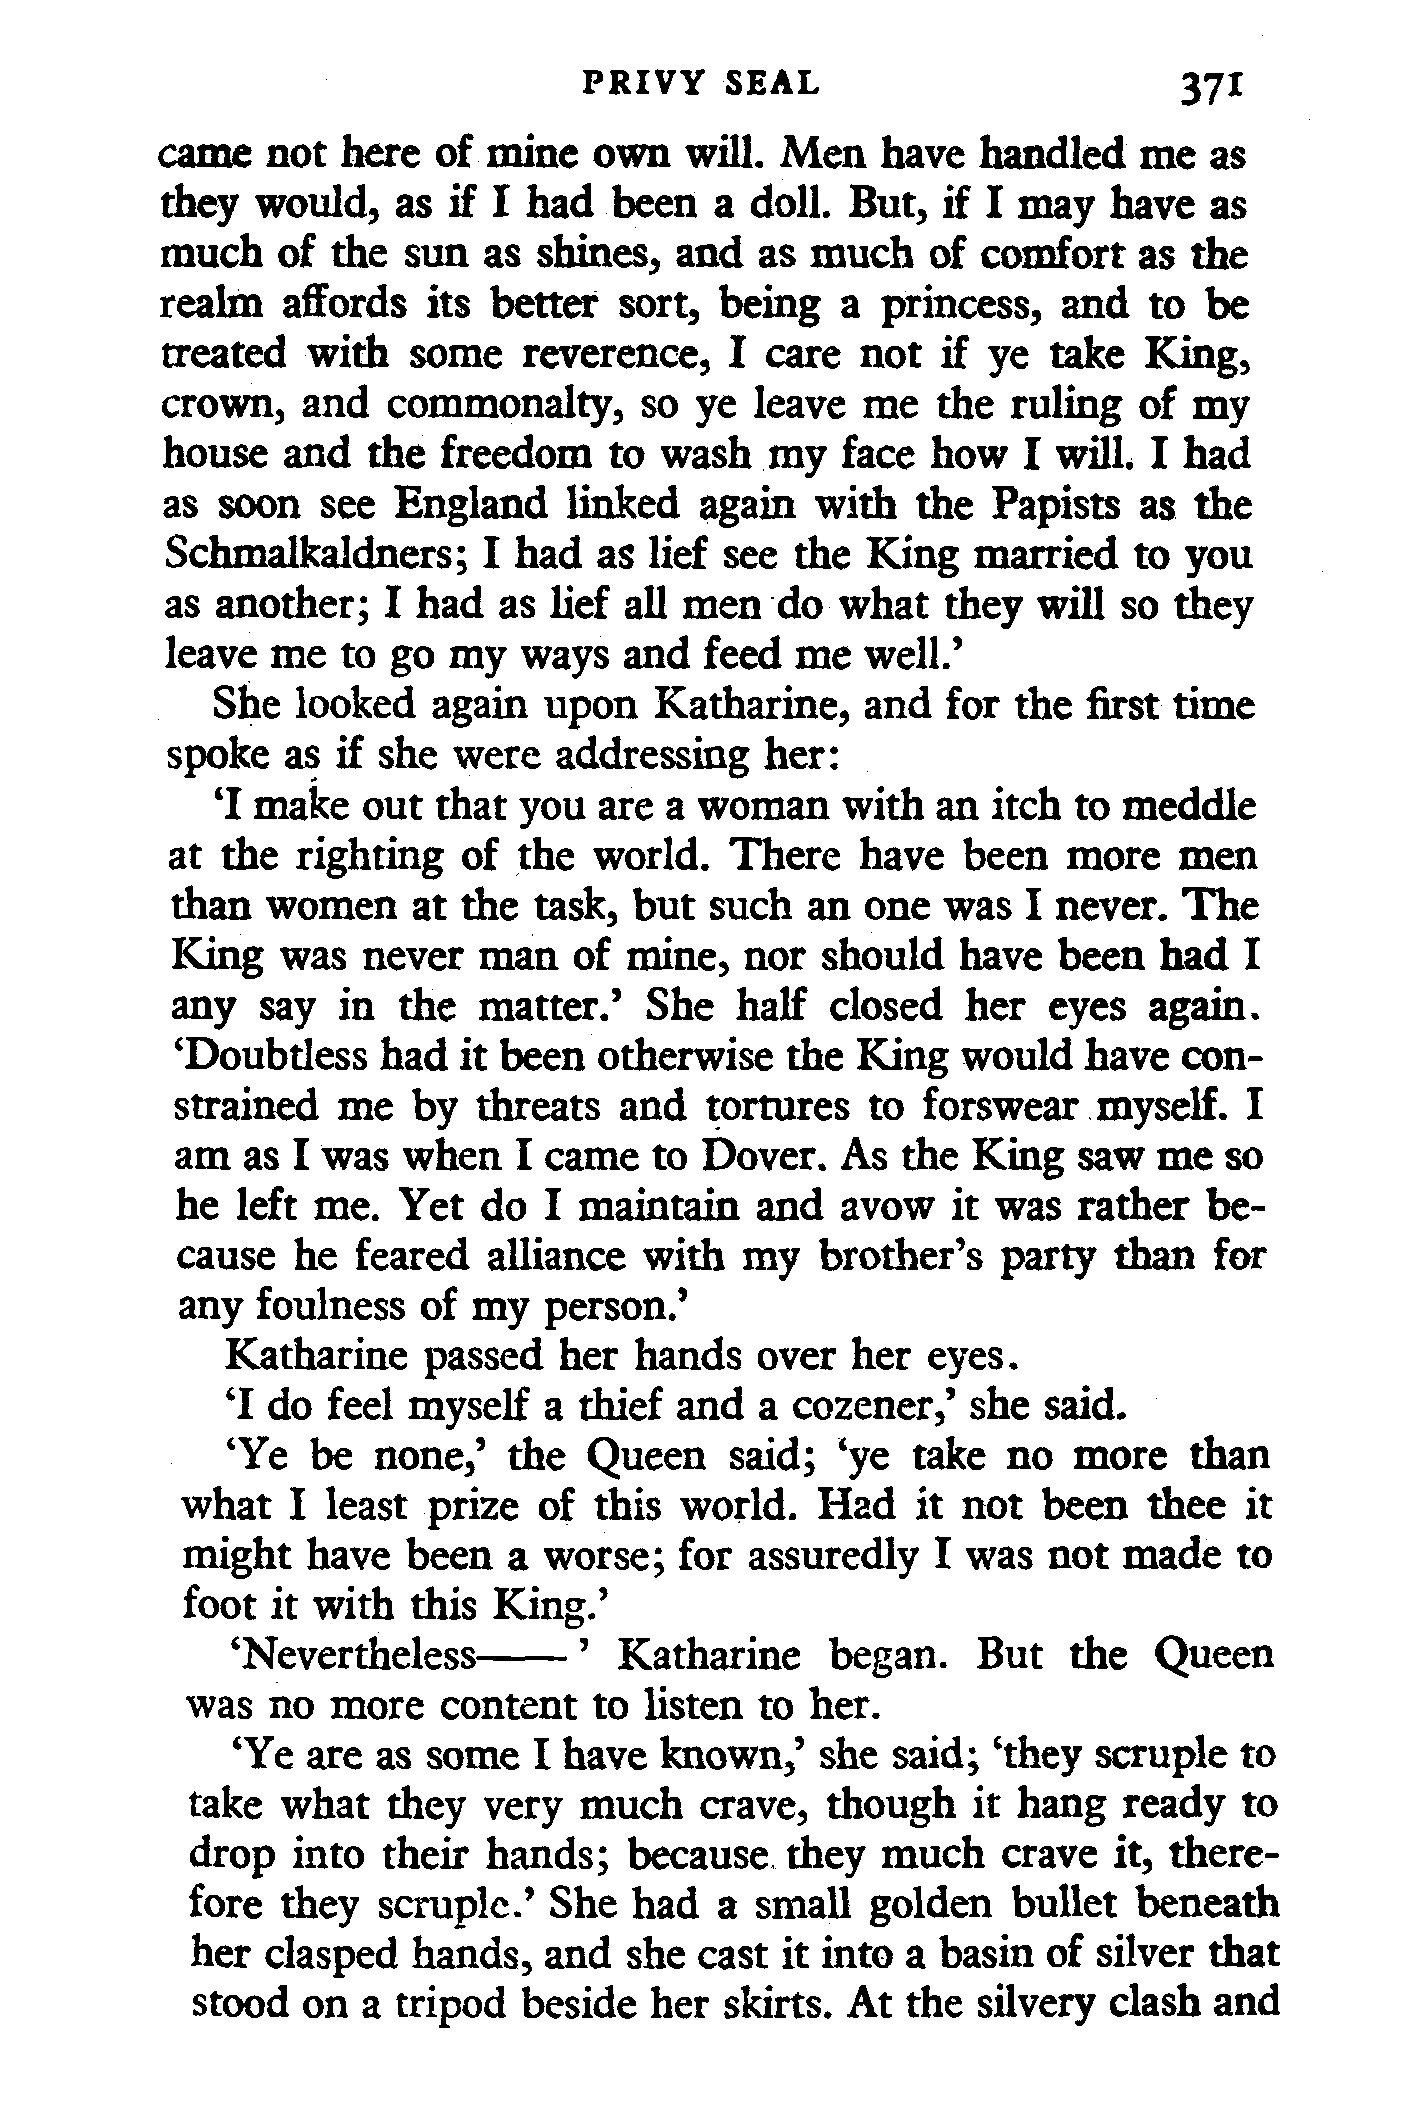 PRIVY SEAL 371
came not here of mine own will. Men have handled me as
they would, as if I had been a doll. But, if I may have as
much of the sun as shines, and as much of comfort as the
realm affords its better sort, being a princess, and to be
treated with some reverence, I care not if ye take King,
crown, and commonalty, so ye leave me the ruling of my
house and the freedom to wash my face how I will. I had
as soon see England linked again with the Papists as the
Schmalkaldners; I had as lief see the King married to you
as another; I had as lief all men do what they will so they
leave me to go my ways and feed me well.’
She looked again upon Katharine, and for the first time
spoke as if she were addressing her:
‘I make out that you are a woman with an itch to meddle
at the righting of the world. There have been more men
than women at the task, but such an one was I never. The
King was never man of mine, nor should have been had I
any say in the matter.’ She half closed her eyes again.
‘Doubtless had it been otherwise the King would have con-
strained me by threats and tortures to forswear myself. I
am as I was when I came to Dover. As the King saw me so
he left me. Yet do I maintain and avow it was rather be-
cause he feared alliance with my brother’s party than for
any foulness of my person.’
Katharine passed her hands over her eyes.
‘I do feel myself a thief and a cozener,’ she said.
‘Ye be none,’ the Queen said; ‘ye take no more than
what I least prize of this world. Had it not been thee it
might have been a worse; for assuredly I was not made to
foot it with this King.’
‘Nevertheless——’ Katharine began. But the Queen
was no more content to listen to her.
‘Ye are as some I have known,’ she said; ‘they scruple to
take what they very much crave, though it hang ready to
drop into their hands; because they much crave it, there-
fore they scruple.’ She had a small golden bullet beneath
her clasped hands, and she cast it into a basin of silver that
stood on a tripod beside her skirts. At the silvery clash and